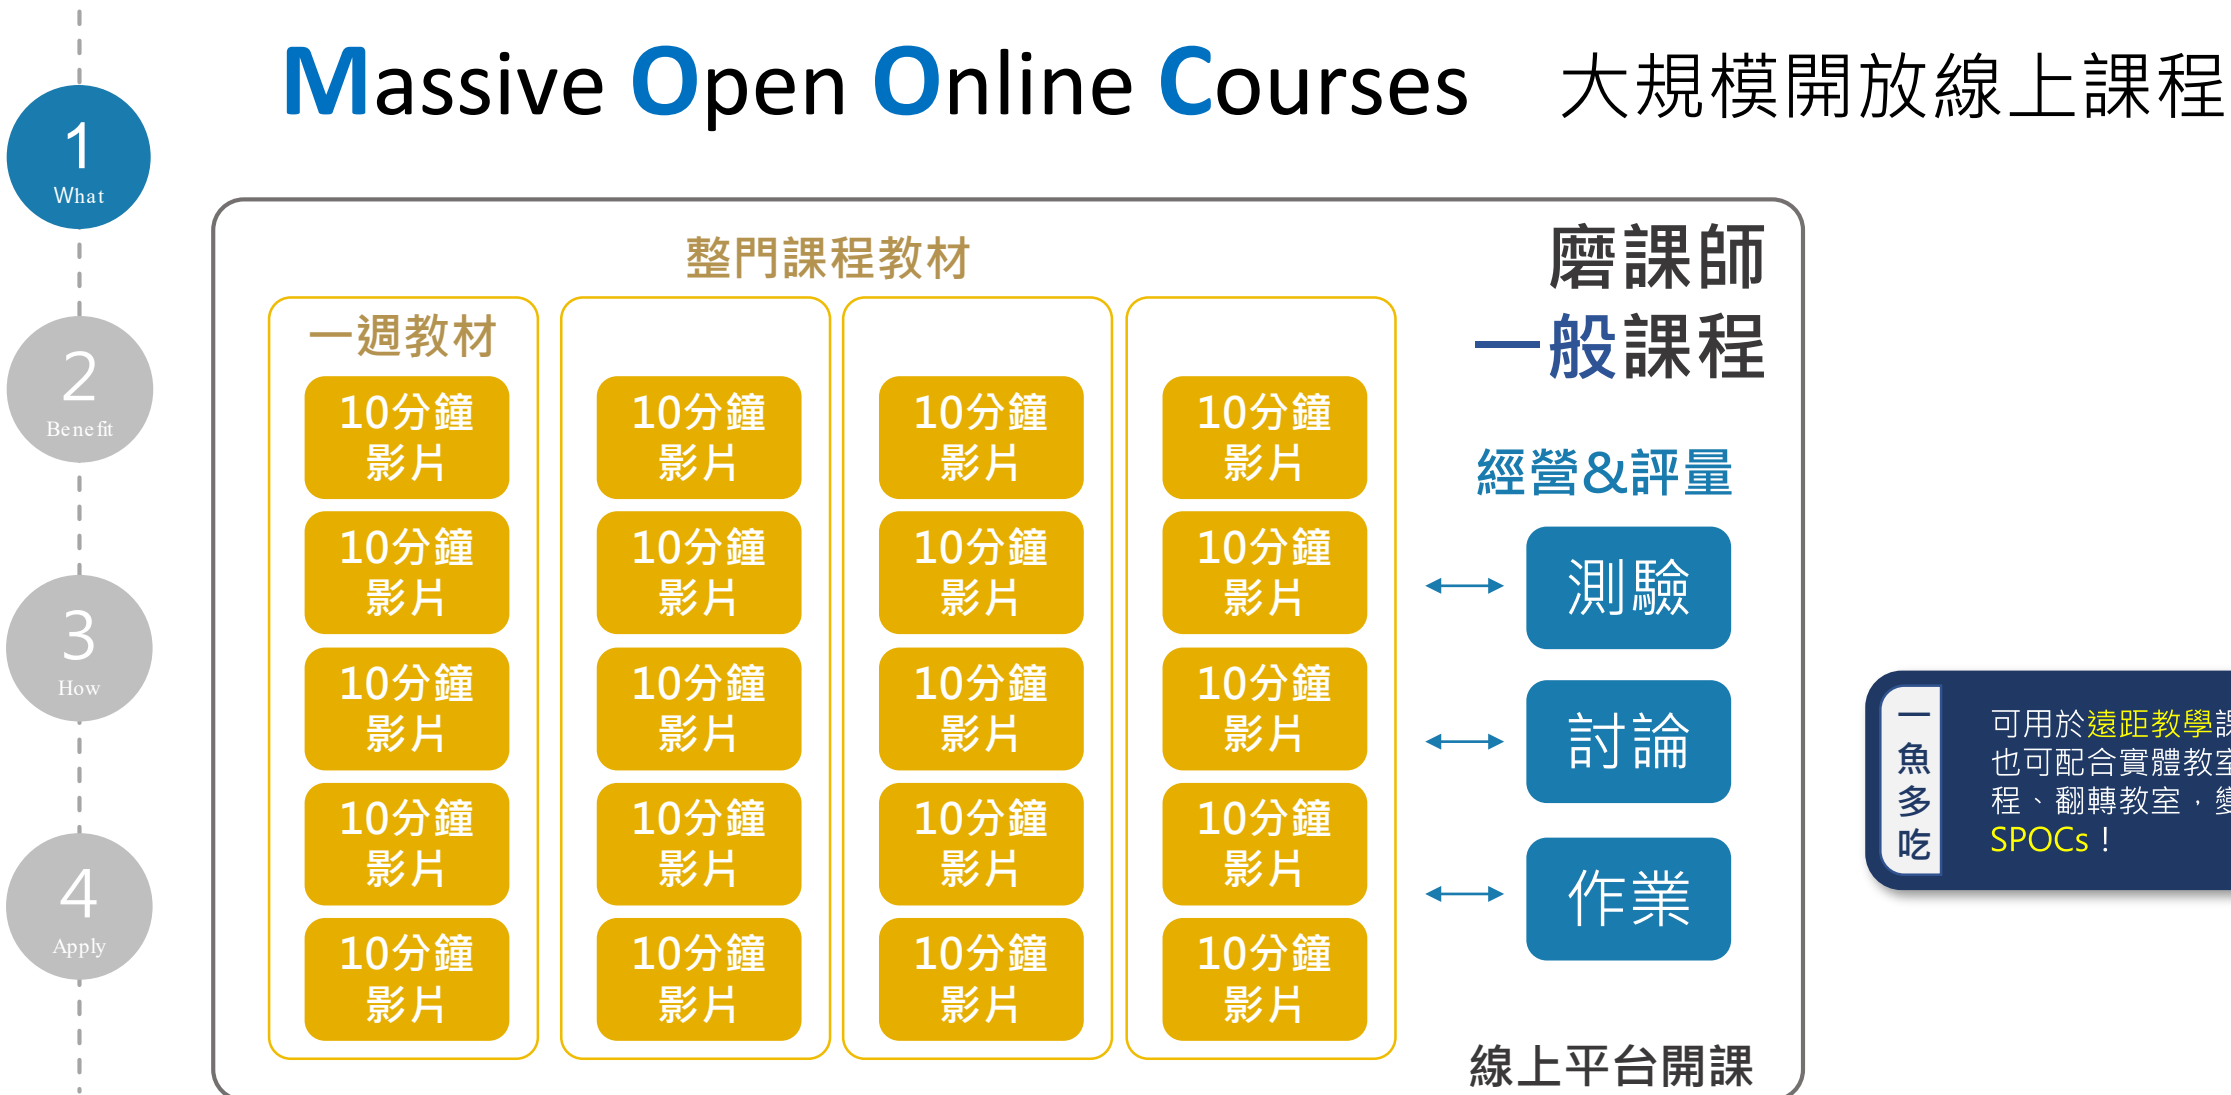 Massive Open Online Courses 大規模開放線上課程
1
What
2
Benefit
3
How
4
Apply
整門課程教材
一週教材
10分鐘
影片
10分鐘
影片
10分鐘
影片
10分鐘
影片
10分鐘
影片
10分鐘
影片
10分鐘
影片
10分鐘
影片
10分鐘
影片
10分鐘
影片
10分鐘
影片
10分鐘
影片
10分鐘
影片
10分鐘
影片
10分鐘
影片
10分鐘
影片
10分鐘
影片
10分鐘
影片
10分鐘
影片
10分鐘
影片
磨課師
一般課程
經營&評量
測驗
討論
作業
線上平台開課
一魚多吃
可用於遠距教學
也可配合實體教
程、翻轉教室，
SPOCs！